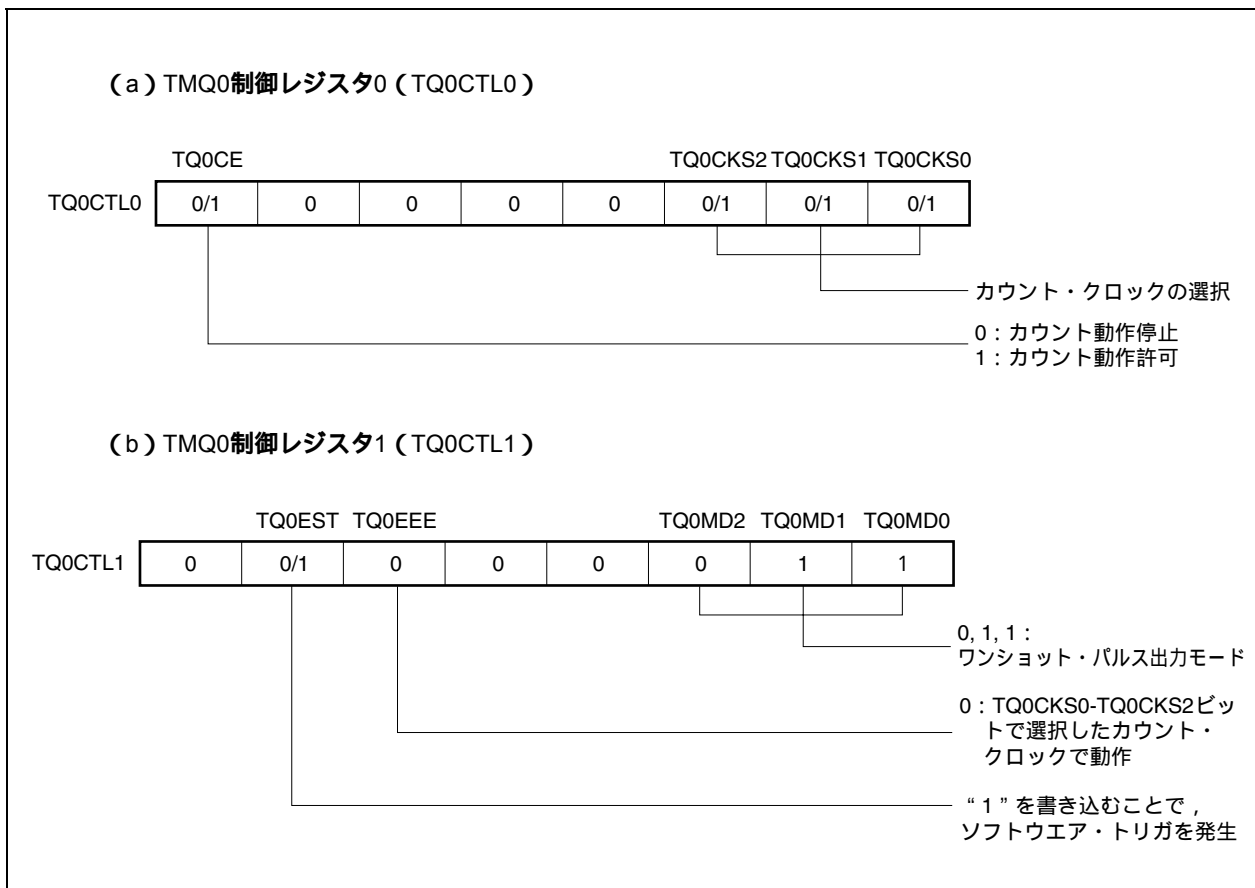 (a)TMQ0制御レジスタ0(TQ0CTL0)
TQ0CE TQ0CKS2 TQ0CKS1 TQ0CKS0
TQ0CTL0 0/1 0 0 0 0 0/1 0/1 0/1
カウント・クロックの選択
0:カウント動作停止
1:カウント動作許可
(b)TMQ0制御レジスタ1(TQ0CTL1)
TQ0EST TQ0EEE TQ0MD2 TQ0MD1 TQ0MD0
TQ0CTL1 0 0/1 0 0 0 0 1 1
0, 1, 1:
ワンショット・パルス出力モード
0:TQ0CKS0-TQ0CKS2ビッ
トで選択したカウント・
クロックで動作
“1”を書き込むことで,
ソフトウエア・トリガを発生